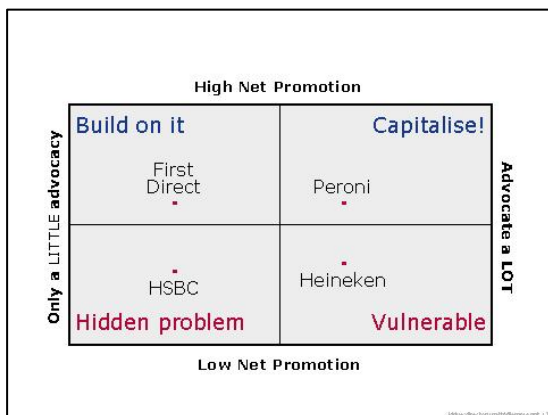 High Net Promotion
Build on it
Capitalise!
First
Direct
Peroni
Only a LITTLE advocacy
Advocate a LOT
HSBC
Heineken
Hidden problem
Vulnerable
Low Net Promotion